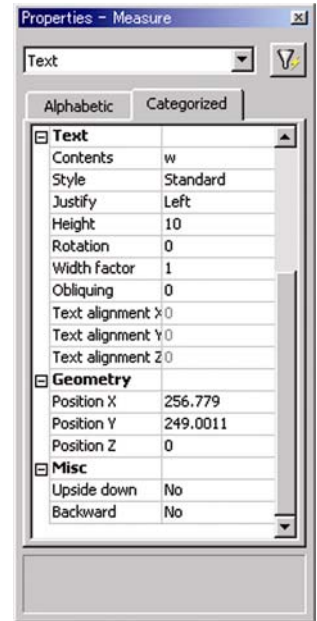 Properties - Measure
Text
Alphabetic Categorized
Text
Contents w
Style Standard
Justify Left
Height 10
Rotation 0
Width factor 1
Obliquing 0
Text alignment X 0
Text alignment Y 0
Text alignment Z 0
Geometry
Position X 256.779
Position Y 249.0011
Position Z 0
Misc
Upside down No
Backward No